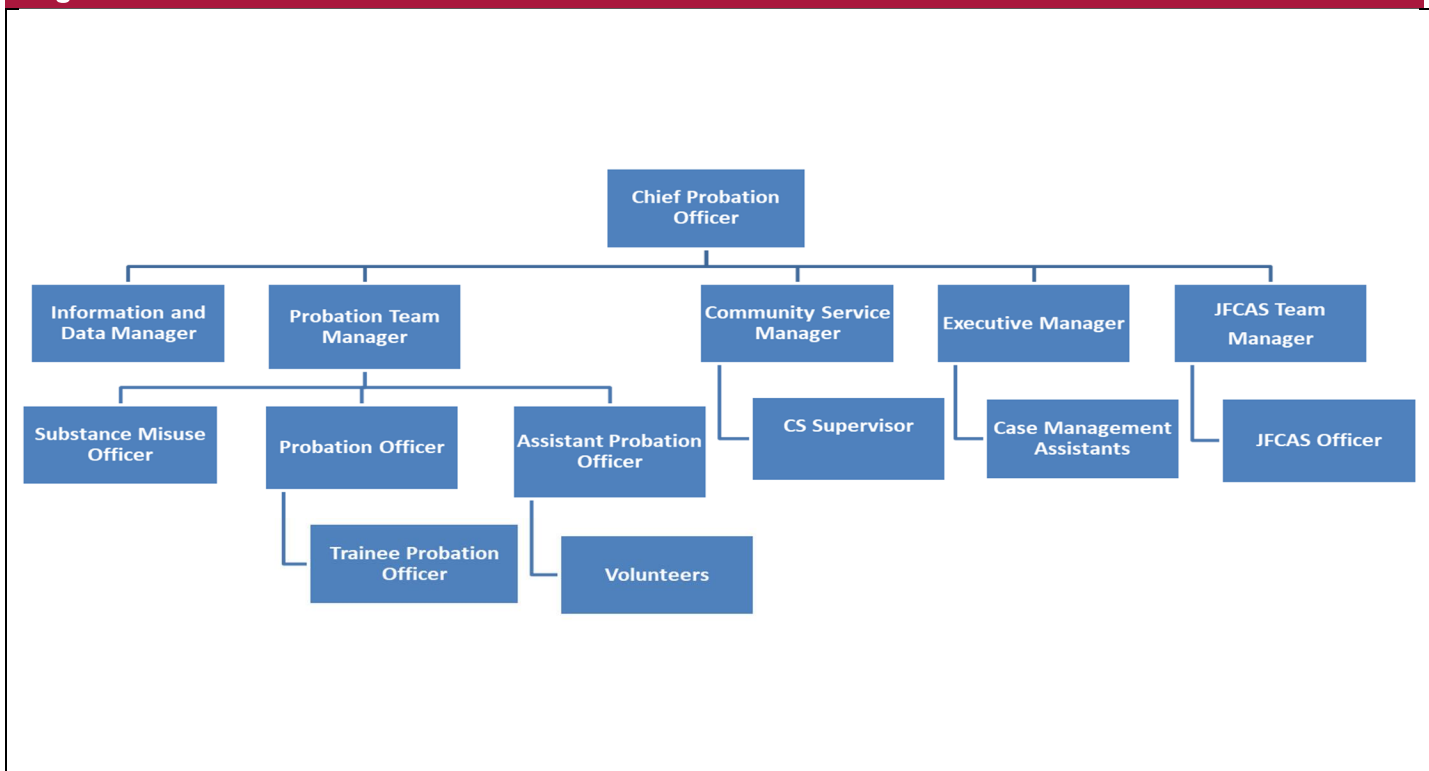 Chief Probation
Officer
Information and
Data Manager
Probation Team
Manager
Community Service
Manager
Executive Manager
JFCAS Team
Manager
Substance Misuse
Officer
Probation Officer
Assistant Probation
Officer
CS Supervisor
Case Management
Assistants
JFCAS Officer
Trainee Probation
Officer
Volunteers